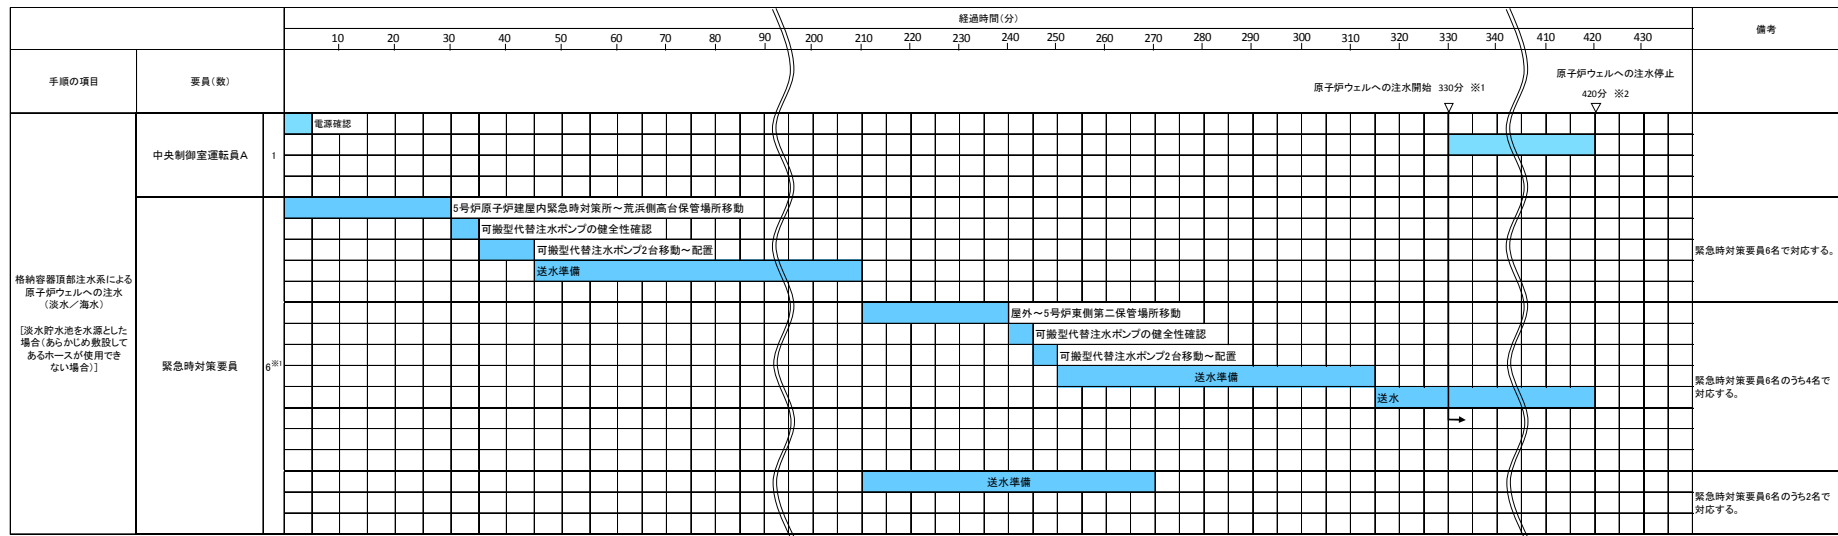 経過時間(分)
備考
10 20 30 40 50 60 70 80 90 200 210 220 230 240 250 260 270 280 290 300 310 320 330 340 410 420 430
手順の項目
要員(数)
原子炉ウェルへの注水開始 330分 ※1
原子炉ウェルへの注水停止
420分 ※2
格納容器頂部注水系による
原子炉ウェルへの注水
(淡水/海水)
[淡水貯水池を水源とした
場合(あらかじめ敷設して
あるホースが使用でき
ない場合)]
中央制御室運転員A
1
電源確認
緊急時対策要員
6※1
5号炉原子炉建屋内緊急時対策所~荒浜側高台保管場所移動
可搬型代替注水ポンプの健全性確認
可搬型代替注水ポンプ2台移動~配置
送水準備
緊急時対策要員6名で対応する。
屋外~5号炉東側第二保管場所移動
可搬型代替注水ポンプの健全性確認
可搬型代替注水ポンプ2台移動~配置
送水準備
送水
緊急時対策要員6名のうち4名で
対応する。
送水準備
緊急時対策要員6名のうち2名で
対応する。